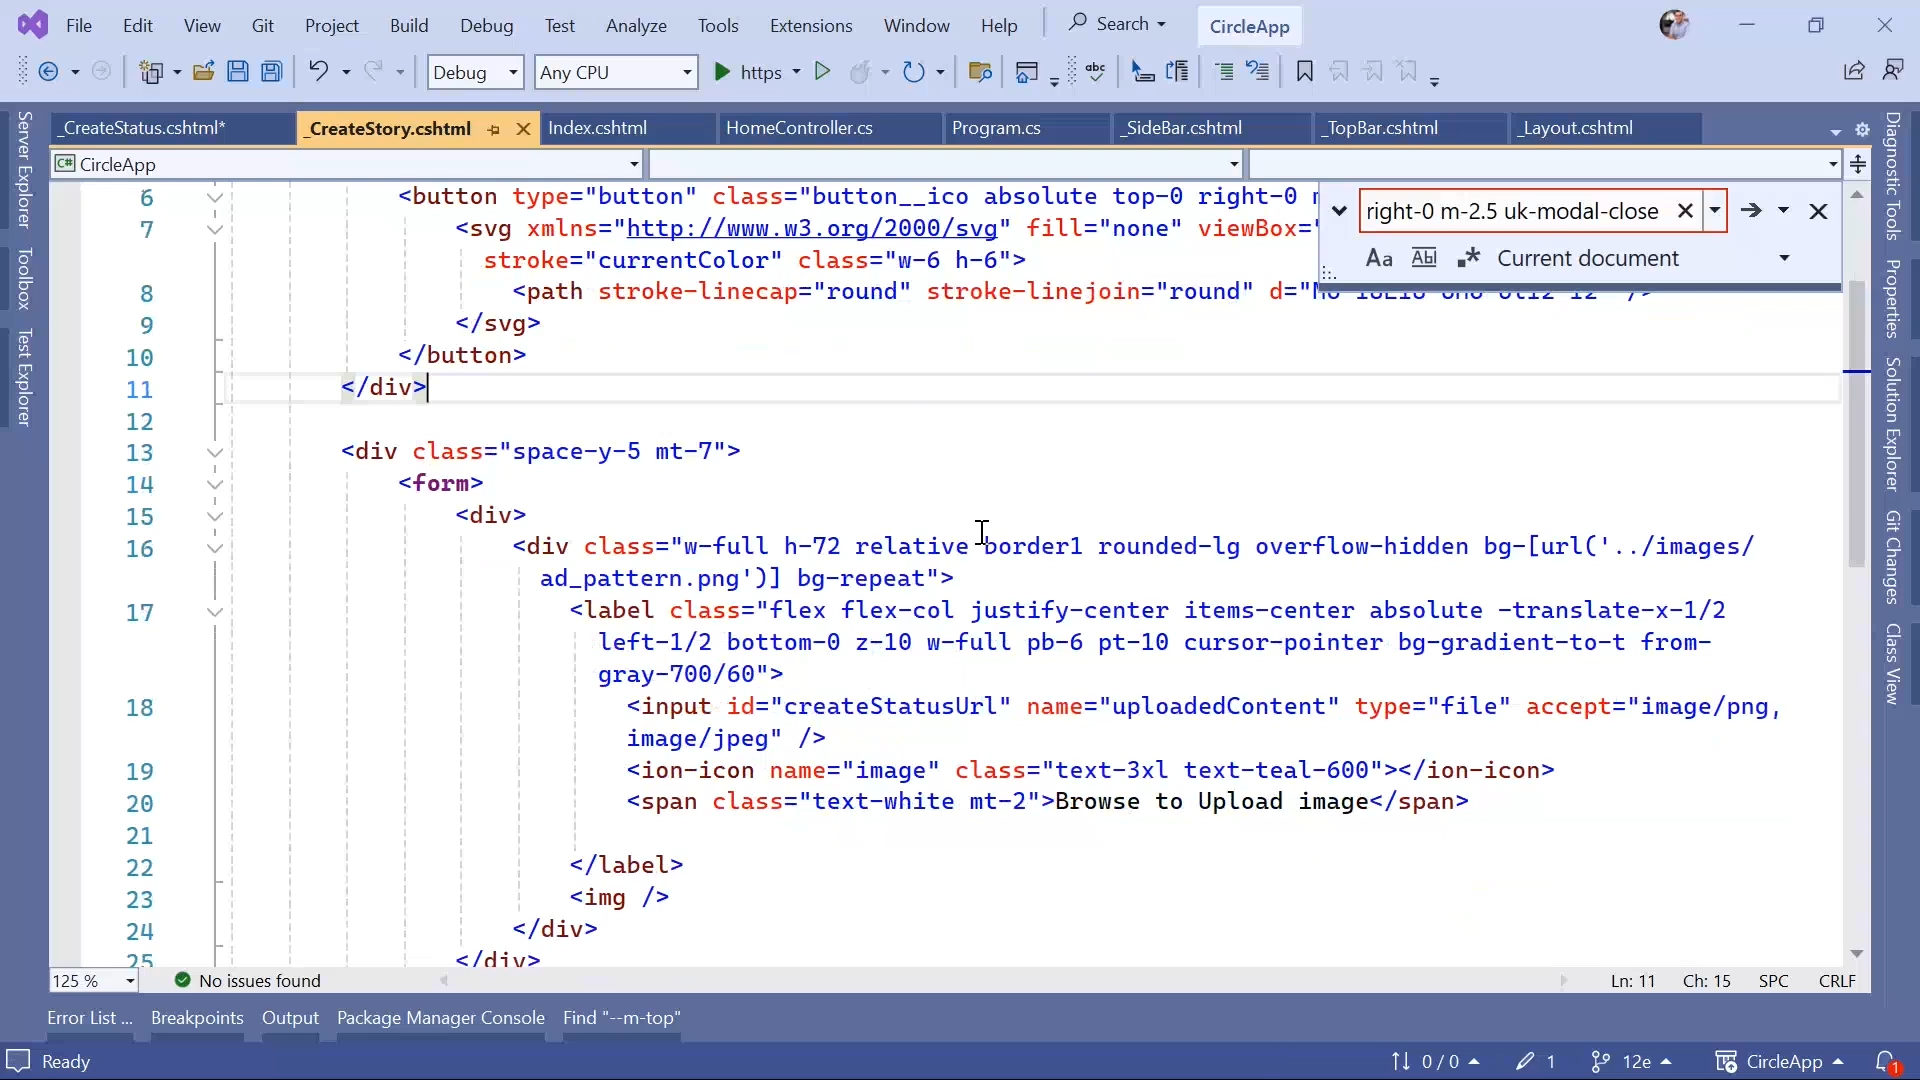 File Edit View Git Project Build Debug Test Analyze Tools Extensions Window Help Search CircleApp
Debug Any CPU https abc
_CreateStatus.cshtml* _CreateStory.cshtml Index.cshtml HomeController.cs Program.cs _SideBar.cshtml _TopBar.cshtml _Layout.cshtml
C# CircleApp
Server Explorer
Toolbox
Test Explorer
right-0 m-2.5 uk-modal-close
Aa Abl .* Current document
6 <button type="button" class="button__ico absolute top-0 right-0
7 <svg xmlns="http://www.w3.org/2000/svg" fill="none" viewBox="
stroke="currentColor" class="w-6 h-6">
8 <path stroke-linecap="round" stroke-linejoin="round" d="
9 </svg>
10 </button>
11 </div>
12
13 <div class="space-y-5 mt-7">
14 <form>
15 <div>
16 <div class="w-full h-72 relative border1 rounded-lg overflow-hidden bg-[url('../images/
ad_pattern.png')] bg-repeat">
17 <label class="flex flex-col justify-center items-center absolute -translate-x-1/2
left-1/2 bottom-0 z-10 w-full pb-6 pt-10 cursor-pointer bg-gradient-to-t from-
gray-700/60">
18 <input id="createStatusUrl" name="uploadedContent" type="file" accept="image/png,
image/jpeg" />
19 <ion-icon name="image" class="text-3xl text-teal-600"></ion-icon>
20 <span class="text-white mt-2">Browse to Upload image</span>
21
22 </label>
23 <img />
24 </div>
25 </div>
Diagnostic Tools
Properties
Solution Explorer
Git Changes
Class View
125 % No issues found Ln: 11 Ch: 15 SPC CRLF
Error List ... Breakpoints Output Package Manager Console Find "--m-top"
Ready 0 / 0 1 12e CircleApp 1